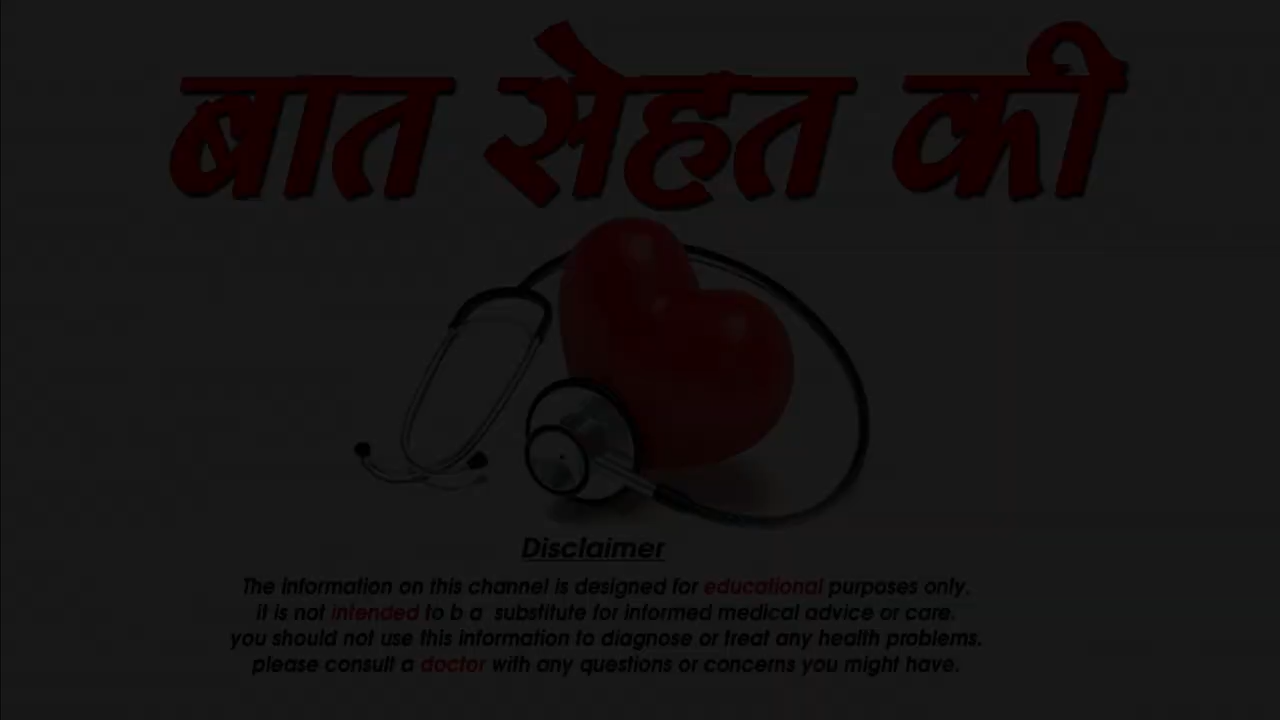 बात सेहत की
Disclaimer
The information on this channel is designed for educational purposes only.
it is not intended to b a substitute for informed medical advice or care.
you should not use this information to diagnose or treat any health problems.
please consult a doctor with any questions or concerns you might have.